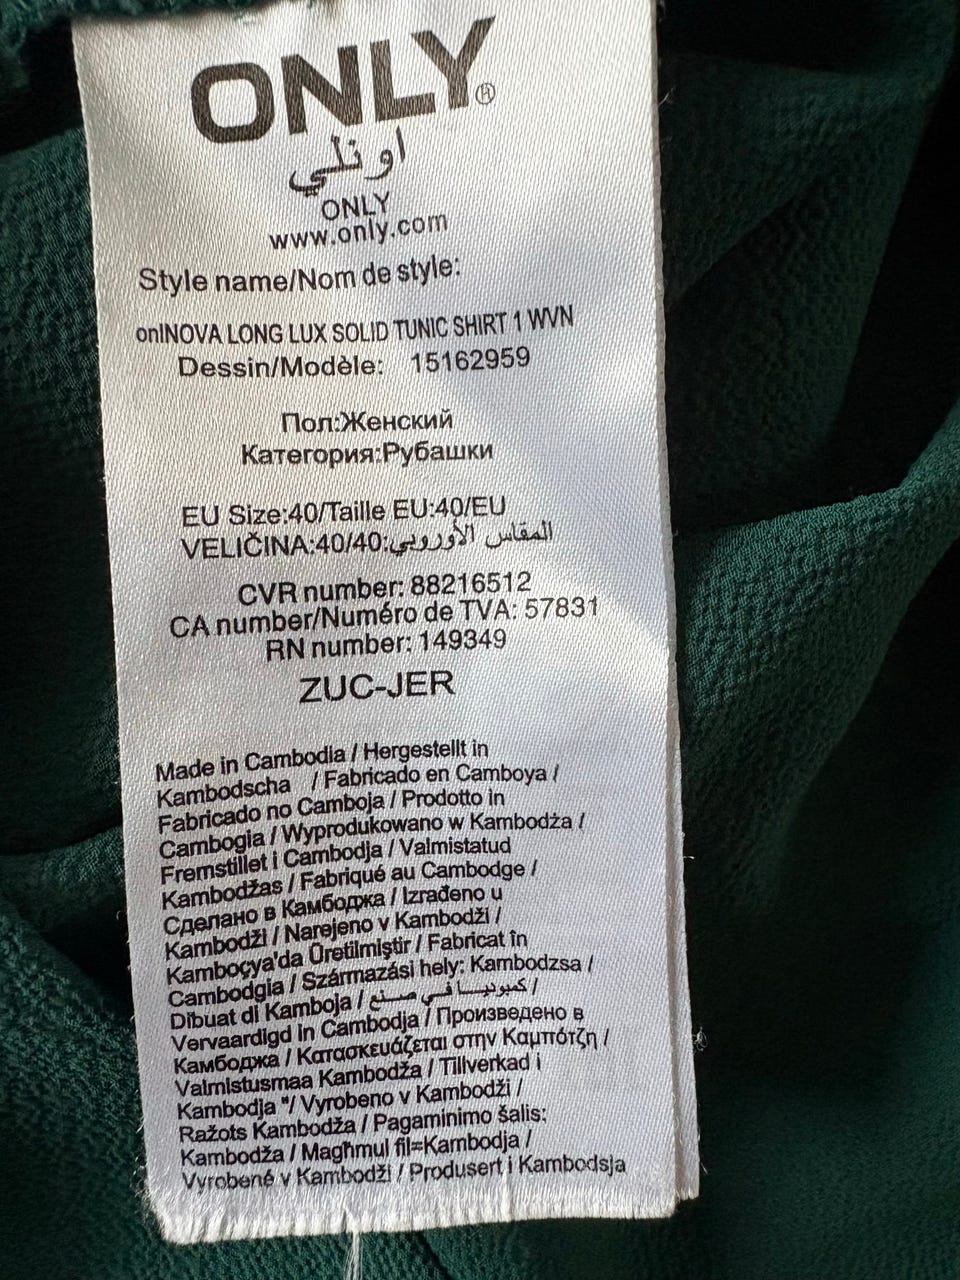 ONLY®
اونلي
ONLY
www.only.com
Style name/Nom de style:
onlNOVA LONG LUX SOLID TUNIC SHIRT 1 WVN
Dessin/Modèle: 15162959
Пол:Женский
Категория:Рубашки
EU Size:40/Taille EU:40/EU
VELIČINA:40/40:المقاس الأوروبي
CVR number: 88216512
CA number/Numéro de TVA: 57831
RN number: 149349
ZUC-JER
Made in Cambodia / Hergestellt in
Kambodscha / Fabricado en Camboya /
Fabricado no Camboja / Prodotto in
Cambogia / Wyprodukowano w Kambodża /
Fremstillet i Cambodja / Valmistatud
Kambodžas / Fabriqué au Cambodge /
Сделано в Камбоджа / Izrađeno u
Kambodži / Narejeno v Kambodži /
Kamboçya'da Üretilmiştir / Fabricat în
Cambodgia / Származási hely: Kambodzsa /
Dibuat di Kamboja / كمبوديا في صنع /
Vervaardigd in Cambodja / Произведено в
Камбоджа / Κατασκευάζεται στην Καμπότζη /
Valmistusmaa Kambodža / Tillverkad i
Kambodja "/ Vyrobeno v Kambodži /
Ražots Kambodža / Pagaminimo šalis:
Kambodža / Magħmul fil=Kambodja /
Vyrobené v Kambodži / Produsert i Kambodsja